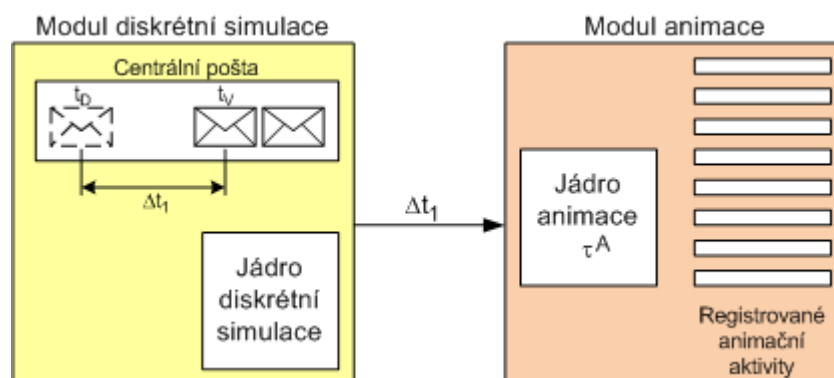 Modul diskrétní simulace
Centrální pošta
tD
tV
Δt1
Jádro
diskrétní
simulace
Δt1
Modul animace
Jádro
animace
τA
Registrované
animační
aktivity